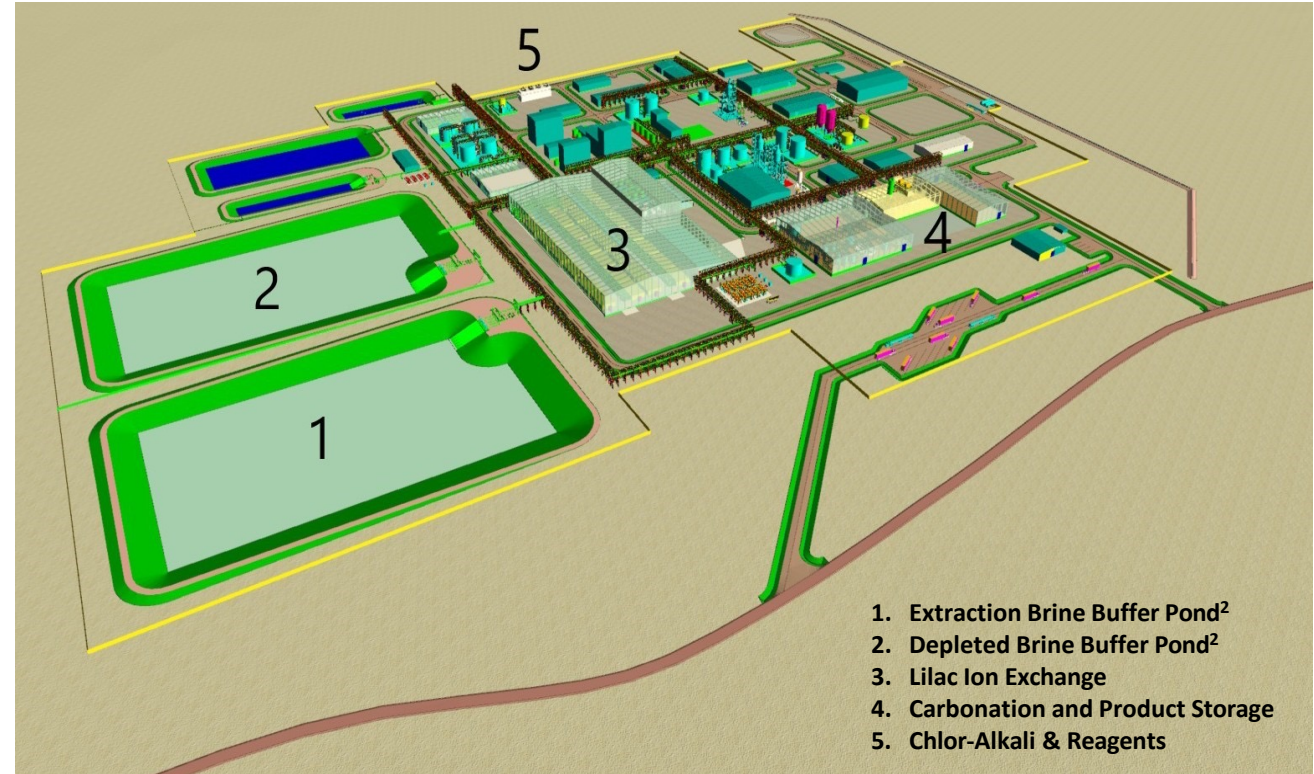 5
2
3
4
1
1. Extraction Brine Buffer Pond²
2. Depleted Brine Buffer Pond²
3. Lilac Ion Exchange
4. Carbonation and Product Storage
5. Chlor-Alkali & Reagents